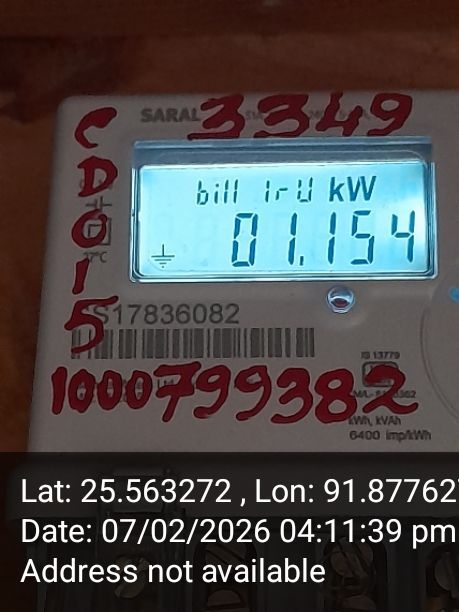 SARAL
3349
CD015
bill 1rU kW
01.154
S17836082
1000799382
IS 13779
kWh, kVAh
6400 imp/kWh
Lat: 25.563272 , Lon: 91.87762
Date: 07/02/2026 04:11:39 pm
Address not available